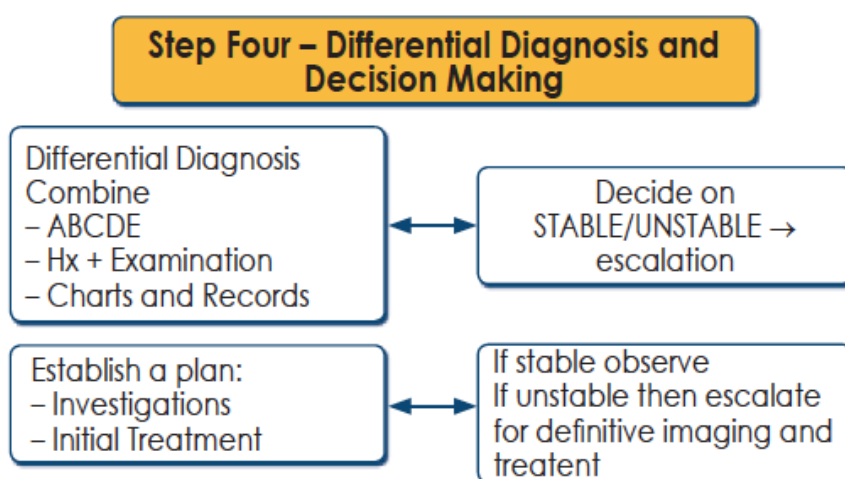 Step Four – Differential Diagnosis and
Decision Making
Differential Diagnosis
Combine
– ABCDE
– Hx + Examination
– Charts and Records
Decide on
STABLE/UNSTABLE →
escalation
Establish a plan:
– Investigations
– Initial Treatment
If stable observe
If unstable then escalate
for definitive imaging and
treatent